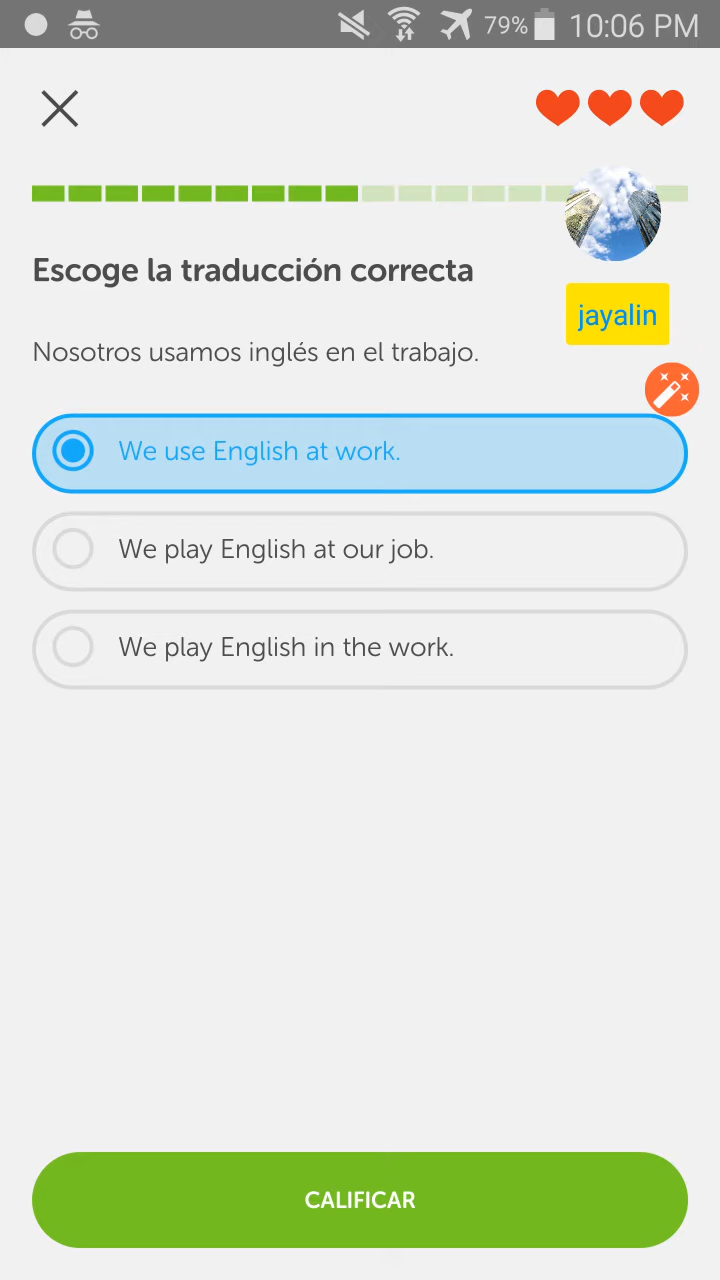 79% 10:06 PM
Escoge la traducción correcta
jayalin
Nosotros usamos inglés en el trabajo.
We use English at work.
We play English at our job.
We play English in the work.
CALIFICAR